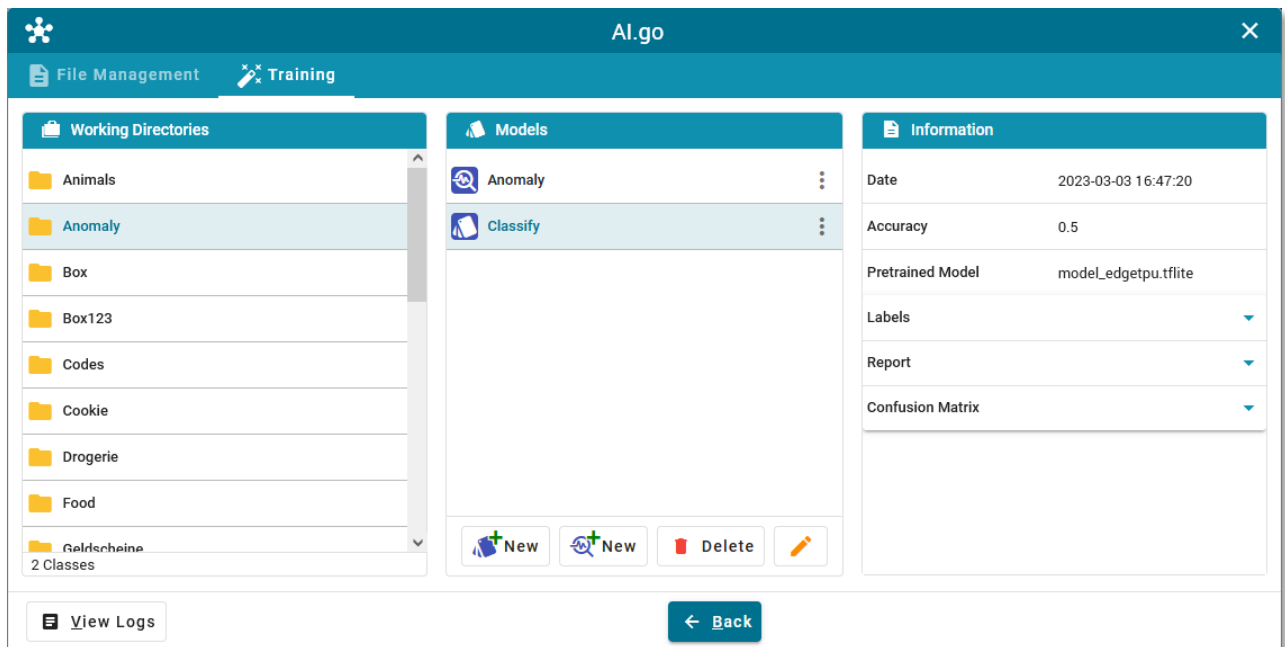 AI.go
File Management
Training
Working Directories
Animals
Anomaly
Box
Box123
Codes
Cookie
Drogerie
Food
Geldscheine
2 Classes
Models
Anomaly
Classify
New
New
Delete
Information
Date 2023-03-03 16:47:20
Accuracy 0.5
Pretrained Model model_edgetpu.tflite
Labels
Report
Confusion Matrix
View Logs
Back